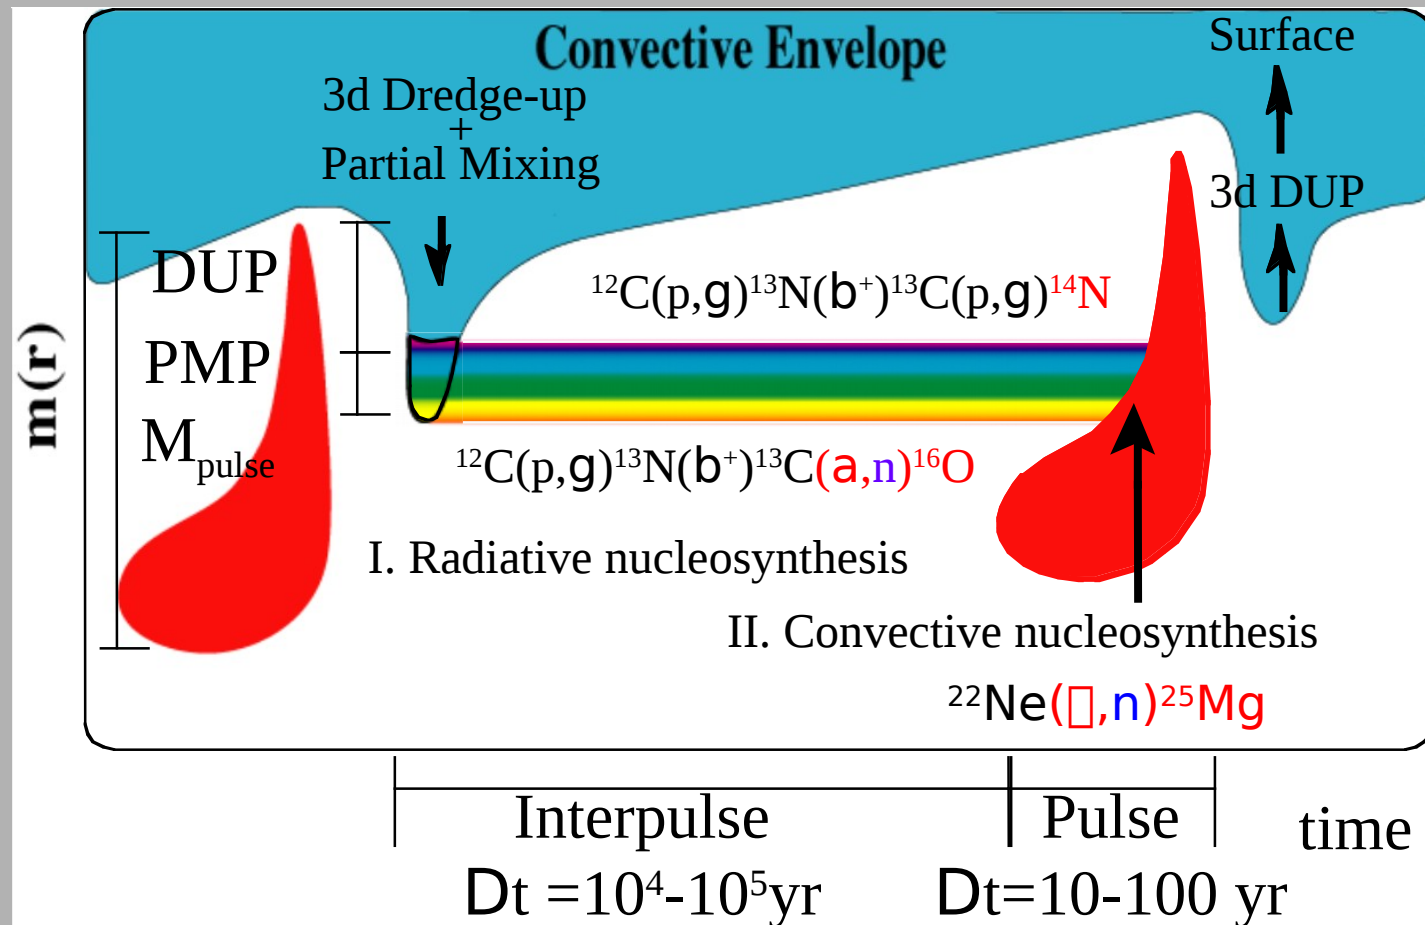 Convective Envelope
Surface
3d Dredge-up
+
Partial Mixing
3d DUP
DUP
PMP
M_pulse
m(r)
¹²C(p,g)¹³N(b⁺)¹³C(p,g)¹⁴N
¹²C(p,g)¹³N(b⁺)¹³C(a,n)¹⁶O
I. Radiative nucleosynthesis
II. Convective nucleosynthesis
²²Ne(▯,n)²⁵Mg
Interpulse
Pulse
time
Dt =10⁴-10⁵yr
Dt=10-100 yr